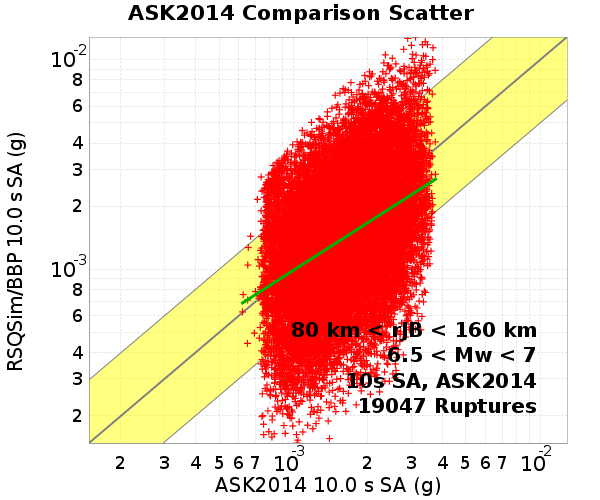 ASK2014 Comparison Scatter
RSQSim/BBP 10.0 s SA (g)
10-2
8
6
4
3
2
10-3
8
6
4
3
2
80 km < rJB < 160 km
6.5 < Mw < 7
10s SA, ASK2014
19047 Ruptures
2 3 4 5 6 7 10-3 2 3 4 5 6 7 10-2
ASK2014 10.0 s SA (g)